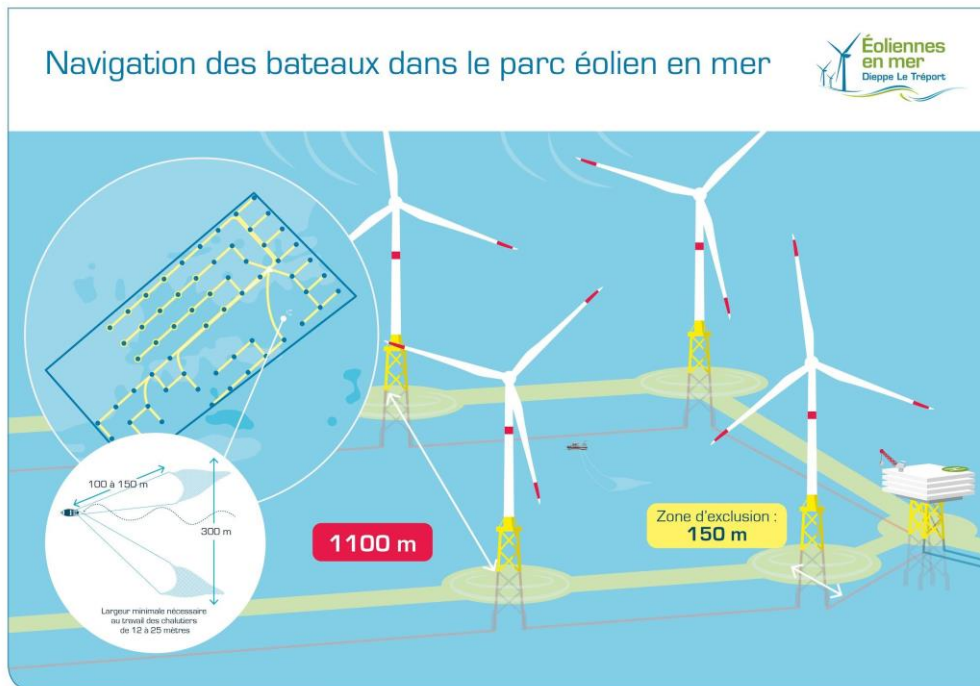 Navigation des bateaux dans le parc éolien en mer
Éoliennes
en mer
Dieppe Le Tréport
100 à 150 m
300 m
Largeur minimale nécessaire
au travail des chalutiers
de 12 à 25 mètres
1100 m
Zone d'exclusion :
150 m